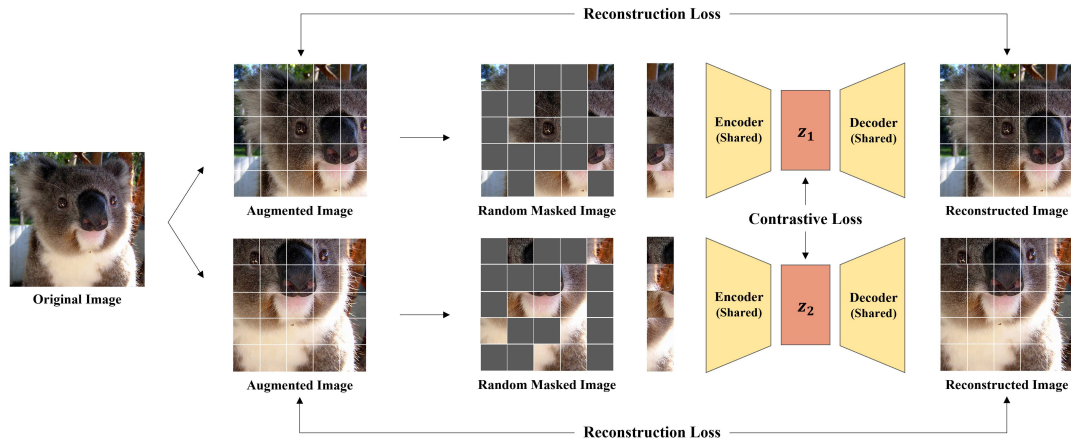 Reconstruction Loss
Encoder
(Shared)
z₁
Decoder
(Shared)
Augmented Image
Random Masked Image
Reconstructed Image
Contrastive Loss
Original Image
Encoder
(Shared)
z₂
Decoder
(Shared)
Augmented Image
Random Masked Image
Reconstructed Image
Reconstruction Loss